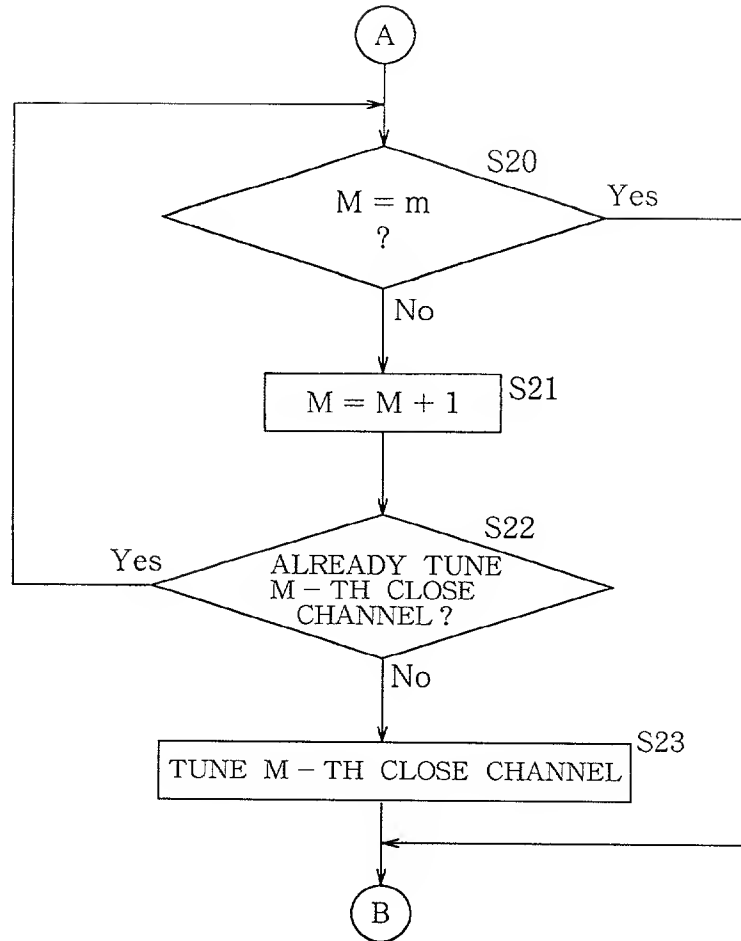 A
S20
M = m
?
Yes
No
M = M + 1
S21
S22
Yes
ALREADY TUNE
M - TH CLOSE
CHANNEL ?
No
S23
TUNE M - TH CLOSE CHANNEL
B